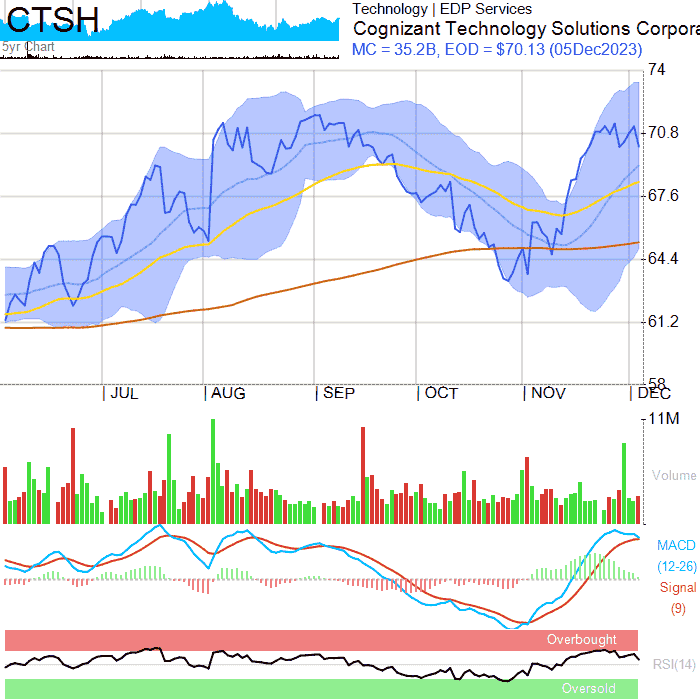 CTSH
5yr Chart
Technology | EDP Services
Cognizant Technology Solutions Corpora
MC = 35.2B, EOD = $70.13 (05Dec2023)
74
70.8
67.6
64.4
61.2
58
| JUL | AUG | SEP | OCT | NOV | DEC
11M
Volume
MACD
(12-26)
Signal
(9)
Overbought
RSI(14)
Oversold